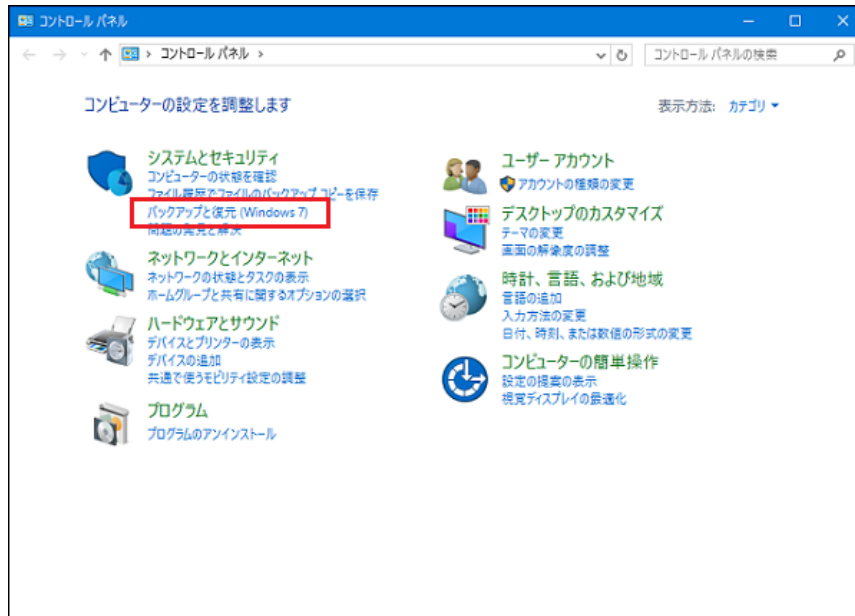 コントロール パネル
コントロール パネル
コントロール パネルの検索
コンピューターの設定を調整します
表示方法: カテゴリ
システムとセキュリティ
コンピューターの状態を確認
ファイル履歴でファイルのバックアップ コピーを保存
バックアップと復元 (Windows 7)
問題の発見と解決
ネットワークとインターネット
ネットワークの状態とタスクの表示
ホームグループと共有に関するオプションの選択
ハードウェアとサウンド
デバイスとプリンターの表示
デバイスの追加
共通で使うモビリティ設定の調整
プログラム
プログラムのアンインストール
ユーザー アカウント
アカウントの種類の変更
デスクトップのカスタマイズ
テーマの変更
画面の解像度の調整
時計、言語、および地域
言語の追加
入力方法の変更
日付、時刻、または数値の形式の変更
コンピューターの簡単操作
設定の提案の表示
視覚ディスプレイの最適化